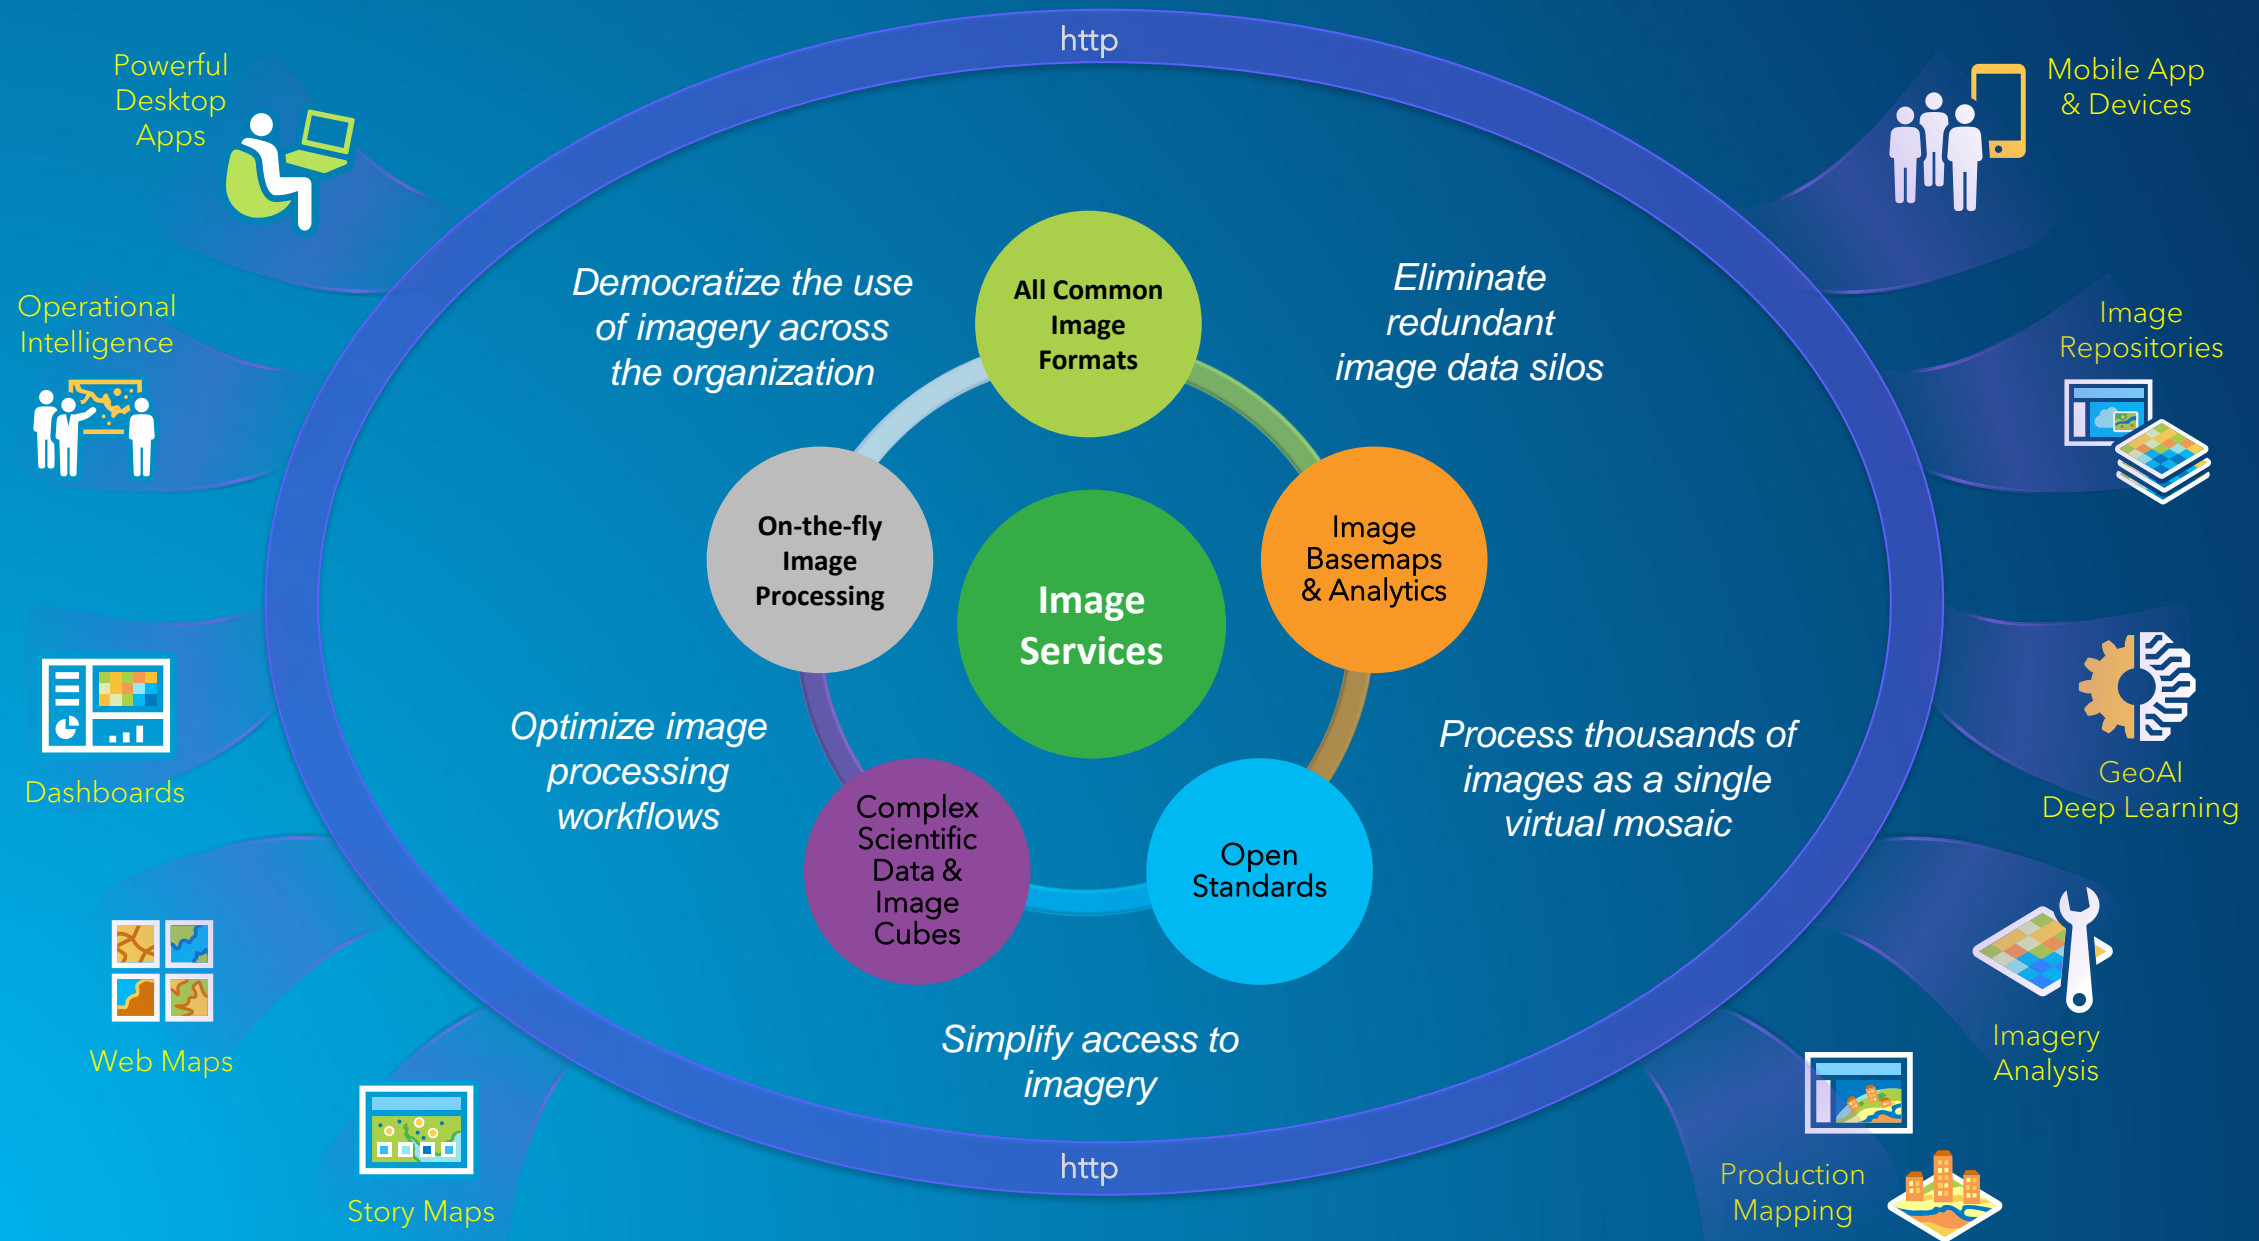 http
Powerful
Desktop
Apps
Mobile App
& Devices
Operational
Intelligence
Image
Repositories
Democratize the use
of imagery across
the organization
All Common
Image
Formats
Eliminate
redundant
image data silos
On-the-fly
Image
Processing
Image
Services
Image
Basemaps
& Analytics
Dashboards
GeoAI
Deep Learning
Optimize image
processing
workflows
Complex
Scientific
Data &
Image
Cubes
Open
Standards
Process thousands of
images as a single
virtual mosaic
Web Maps
Imagery
Analysis
Simplify access to
imagery
http
Story Maps
Production
Mapping